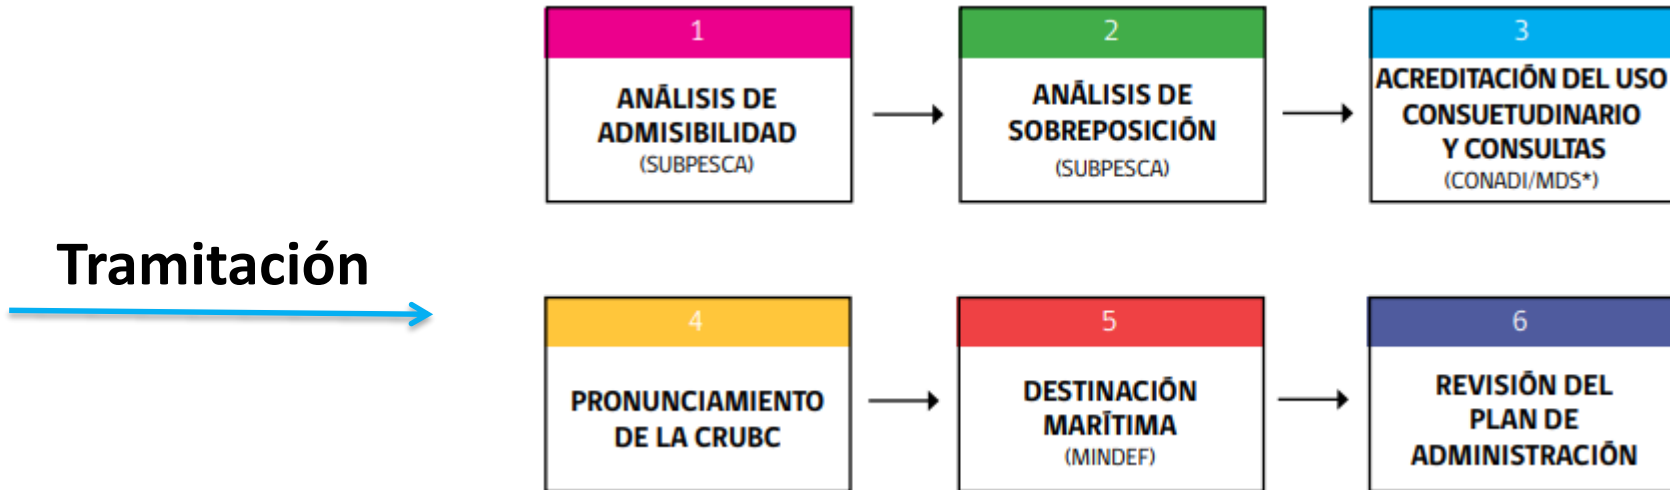 Tramitación
1
ANÁLISIS DE
ADMISIBILIDAD
(SUBPESCA)
2
ANÁLISIS DE
SOBREPOSICIÓN
(SUBPESCA)
3
ACREDITACIÓN DEL USO
CONSUETUDINARIO
Y CONSULTAS
(CONADI/MDS*)
4
PRONUNCIAMIENTO
DE LA CRUBC
5
DESTINACIÓN
MARÍTIMA
(MINDEF)
6
REVISIÓN DEL
PLAN DE
ADMINISTRACIÓN